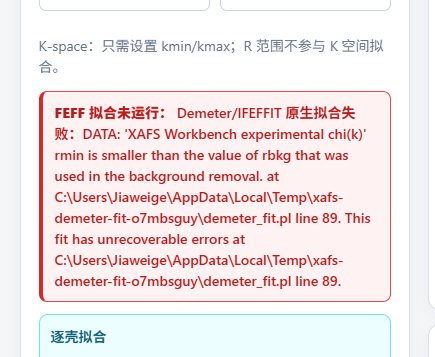 K-space：只需设置 kmin/kmax；R 范围不参与 K 空间拟
合。
FEFF 拟合未运行： Demeter/IFEFFIT 原生拟合失
败：DATA: 'XAFS Workbench experimental chi(k)'
rmin is smaller than the value of rbkg that was
used in the background removal. at
C:\Users\Jiaweige\AppData\Local\Temp\xafs-
demeter-fit-o7mbsguy\demeter_fit.pl line 89. This
fit has unrecoverable errors at
C:\Users\Jiaweige\AppData\Local\Temp\xafs-
demeter-fit-o7mbsguy\demeter_fit.pl line 89.
逐壳拟合